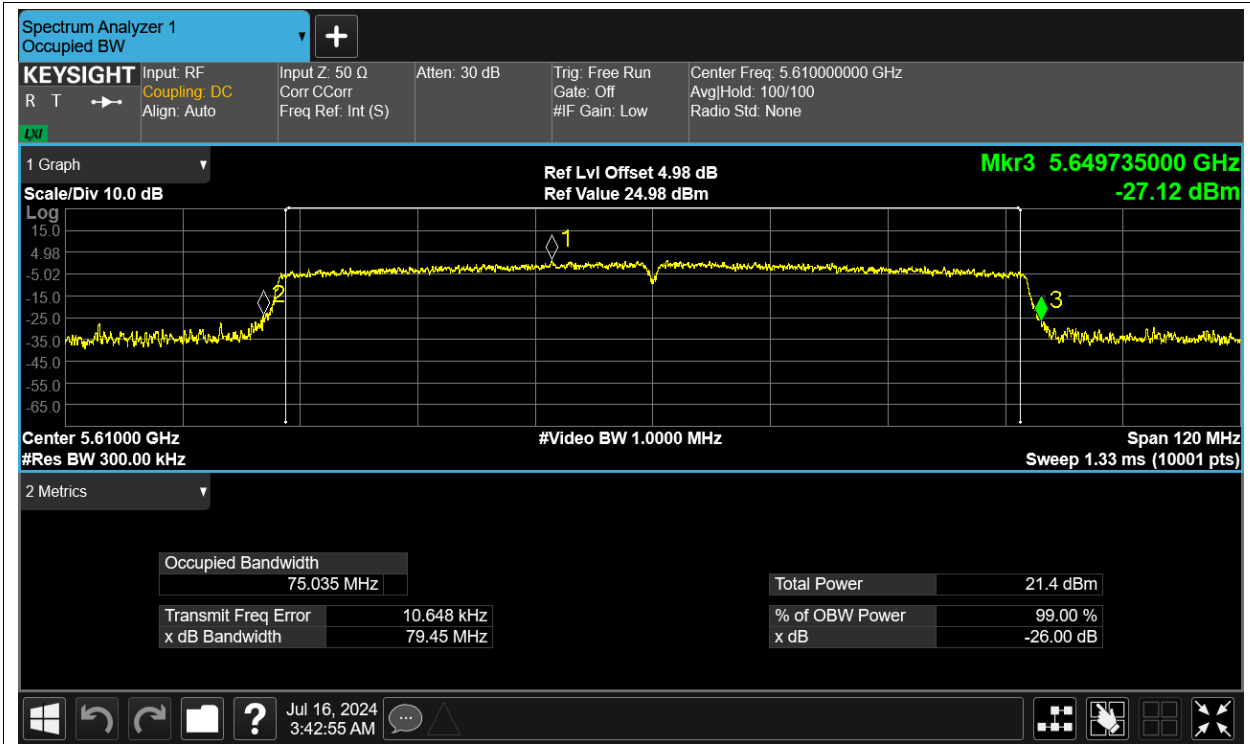 Spectrum Analyzer 1
Occupied BW
KEYSIGHT
R T
LXI
Input: RF
Coupling: DC
Align: Auto
Input Z: 50 Ω
Corr CCorr
Freq Ref: Int (S)
Atten: 30 dB
Trig: Free Run
Gate: Off
#IF Gain: Low
Center Freq: 5.610000000 GHz
Avg|Hold: 100/100
Radio Std: None
1 Graph
Scale/Div 10.0 dB
Ref Lvl Offset 4.98 dB
Ref Value 24.98 dBm
Mkr3 5.649735000 GHz
-27.12 dBm
Log
15.0
4.98
-5.02
-15.0
-25.0
-35.0
-45.0
-55.0
-65.0
1
2
3
Center 5.61000 GHz
#Video BW 1.0000 MHz
Span 120 MHz
#Res BW 300.00 kHz
Sweep 1.33 ms (10001 pts)
2 Metrics
Occupied Bandwidth
75.035 MHz
Total Power 21.4 dBm
Transmit Freq Error 10.648 kHz
% of OBW Power 99.00 %
x dB Bandwidth 79.45 MHz
x dB -26.00 dB
?
Jul 16, 2024
3:42:55 AM